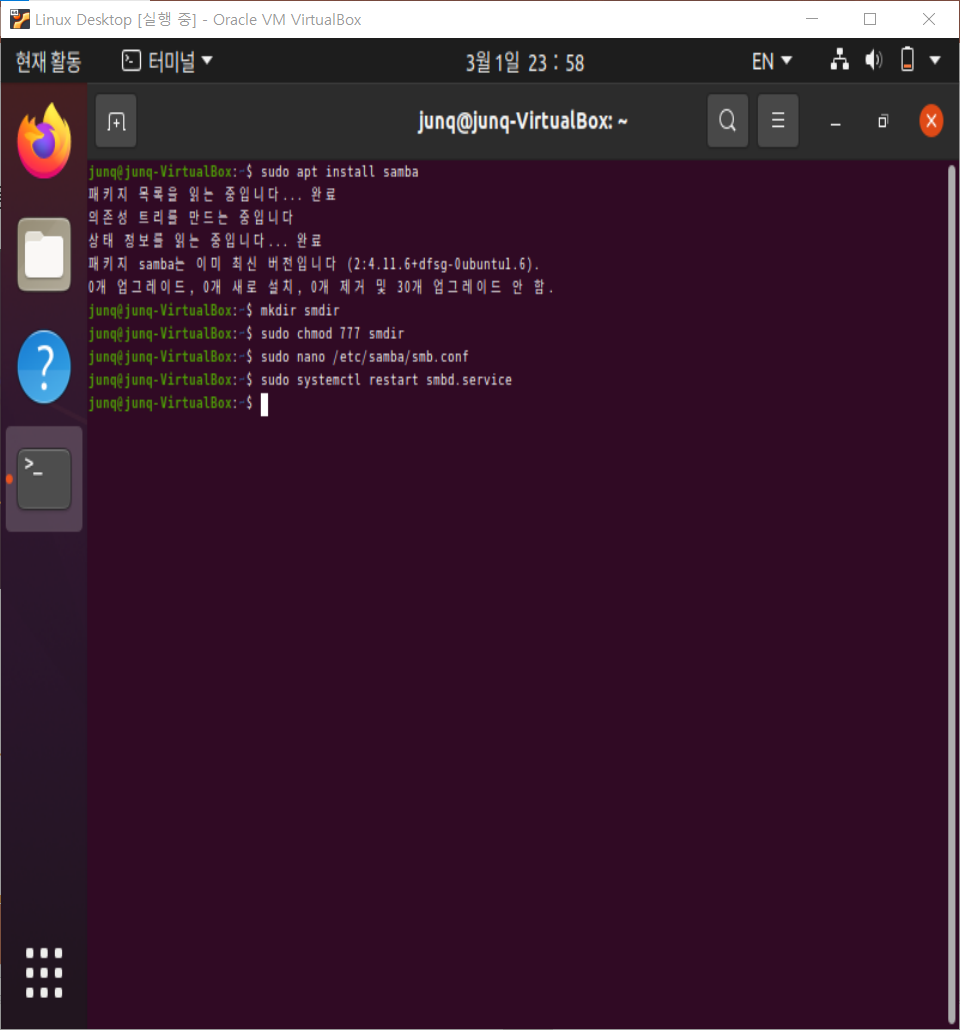 Linux Desktop [실행 중] - Oracle VM VirtualBox
현재 활동 터미널 3월 1일 23 : 58 EN
junq@junq-VirtualBox: ~
junq@junq-VirtualBox:~$ sudo apt install samba
패키지 목록을 읽는 중입니다... 완료
의존성 트리를 만드는 중입니다
상태 정보를 읽는 중입니다... 완료
패키지 samba는 이미 최신 버전입니다 (2:4.11.6+dfsg-0ubuntu1.6).
0개 업그레이드, 0개 새로 설치, 0개 제거 및 30개 업그레이드 안 함.
junq@junq-VirtualBox:~$ mkdir smdir
junq@junq-VirtualBox:~$ sudo chmod 777 smdir
junq@junq-VirtualBox:~$ sudo nano /etc/samba/smb.conf
junq@junq-VirtualBox:~$ sudo systemctl restart smbd.service
junq@junq-VirtualBox:~$